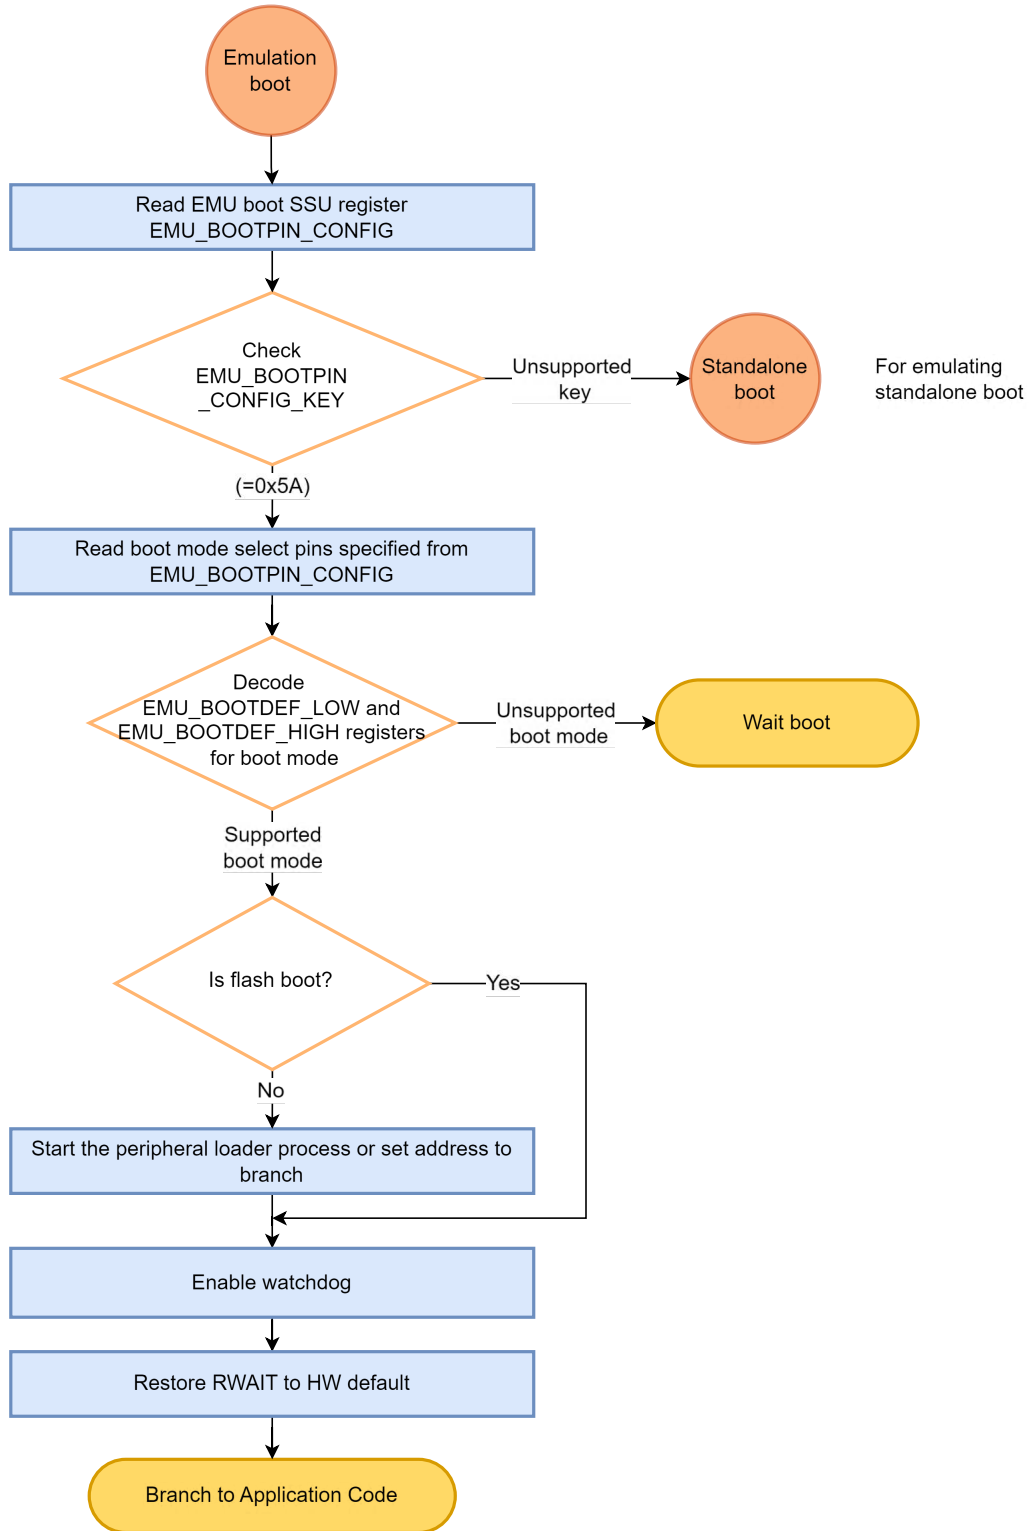 Emulation
boot
Read EMU boot SSU register
EMU_BOOTPIN_CONFIG
Check
EMU_BOOTPIN
_CONFIG_KEY
Unsupported
key
Standalone
boot
For emulating
standalone boot
(=0x5A)
Read boot mode select pins specified from
EMU_BOOTPIN_CONFIG
Decode
EMU_BOOTDEF_LOW and
EMU_BOOTDEF_HIGH registers
for boot mode
Unsupported
boot mode
Wait boot
Supported
boot mode
Is flash boot?
Yes
No
Start the peripheral loader process or set address to
branch
Enable watchdog
Restore RWAIT to HW default
Branch to Application Code